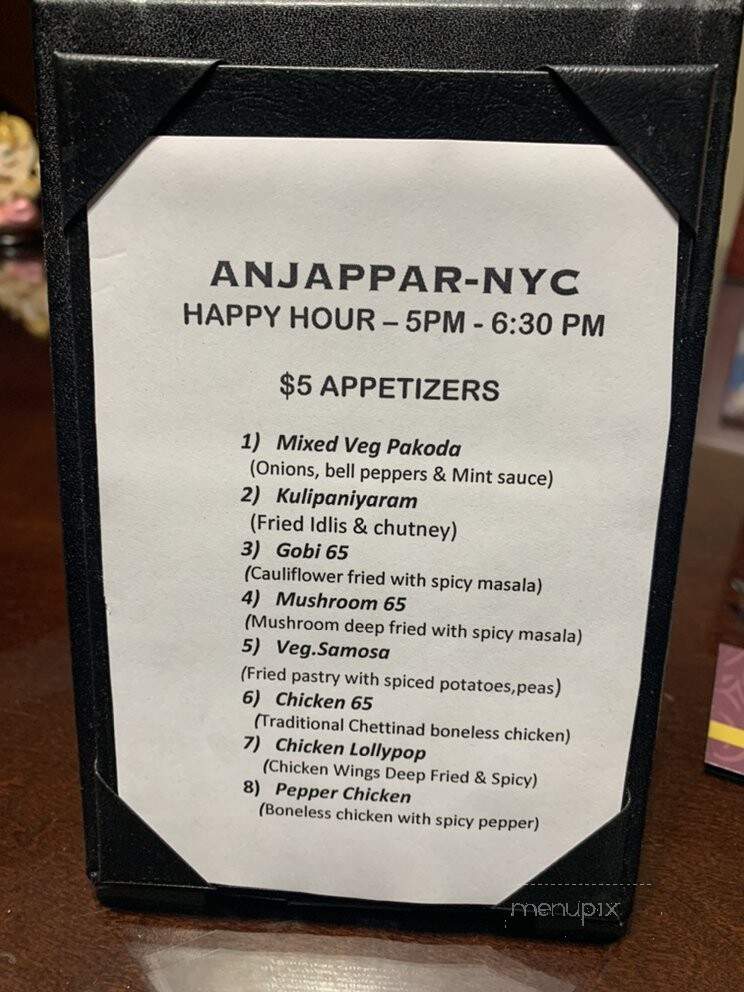 ANJAPPAR-NYC
HAPPY HOUR – 5PM - 6:30 PM
$5 APPETIZERS
1) Mixed Veg Pakoda
(Onions, bell peppers & Mint sauce)
2) Kulipaniyaram
(Fried Idlis & chutney)
3) Gobi 65
(Cauliflower fried with spicy masala)
4) Mushroom 65
(Mushroom deep fried with spicy masala)
5) Veg.Samosa
(Fried pastry with spiced potatoes,peas)
6) Chicken 65
(Traditional Chettinad boneless chicken)
7) Chicken Lollypop
(Chicken Wings Deep Fried & Spicy)
8) Pepper Chicken
(Boneless chicken with spicy pepper)
menupix